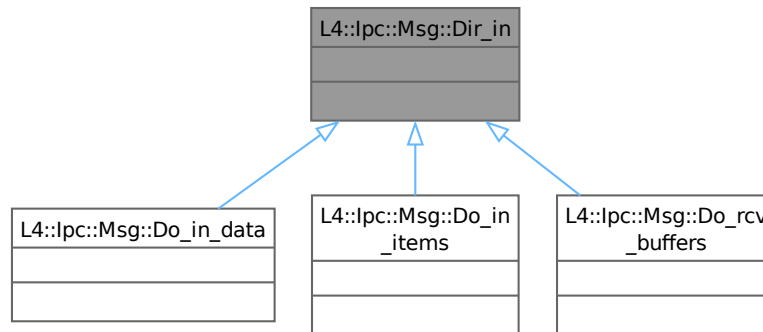 L4::Ipc::Msg::Dir_in
L4::Ipc::Msg::Do_in_data
L4::Ipc::Msg::Do_in
_items
L4::Ipc::Msg::Do_rcv
_buffers